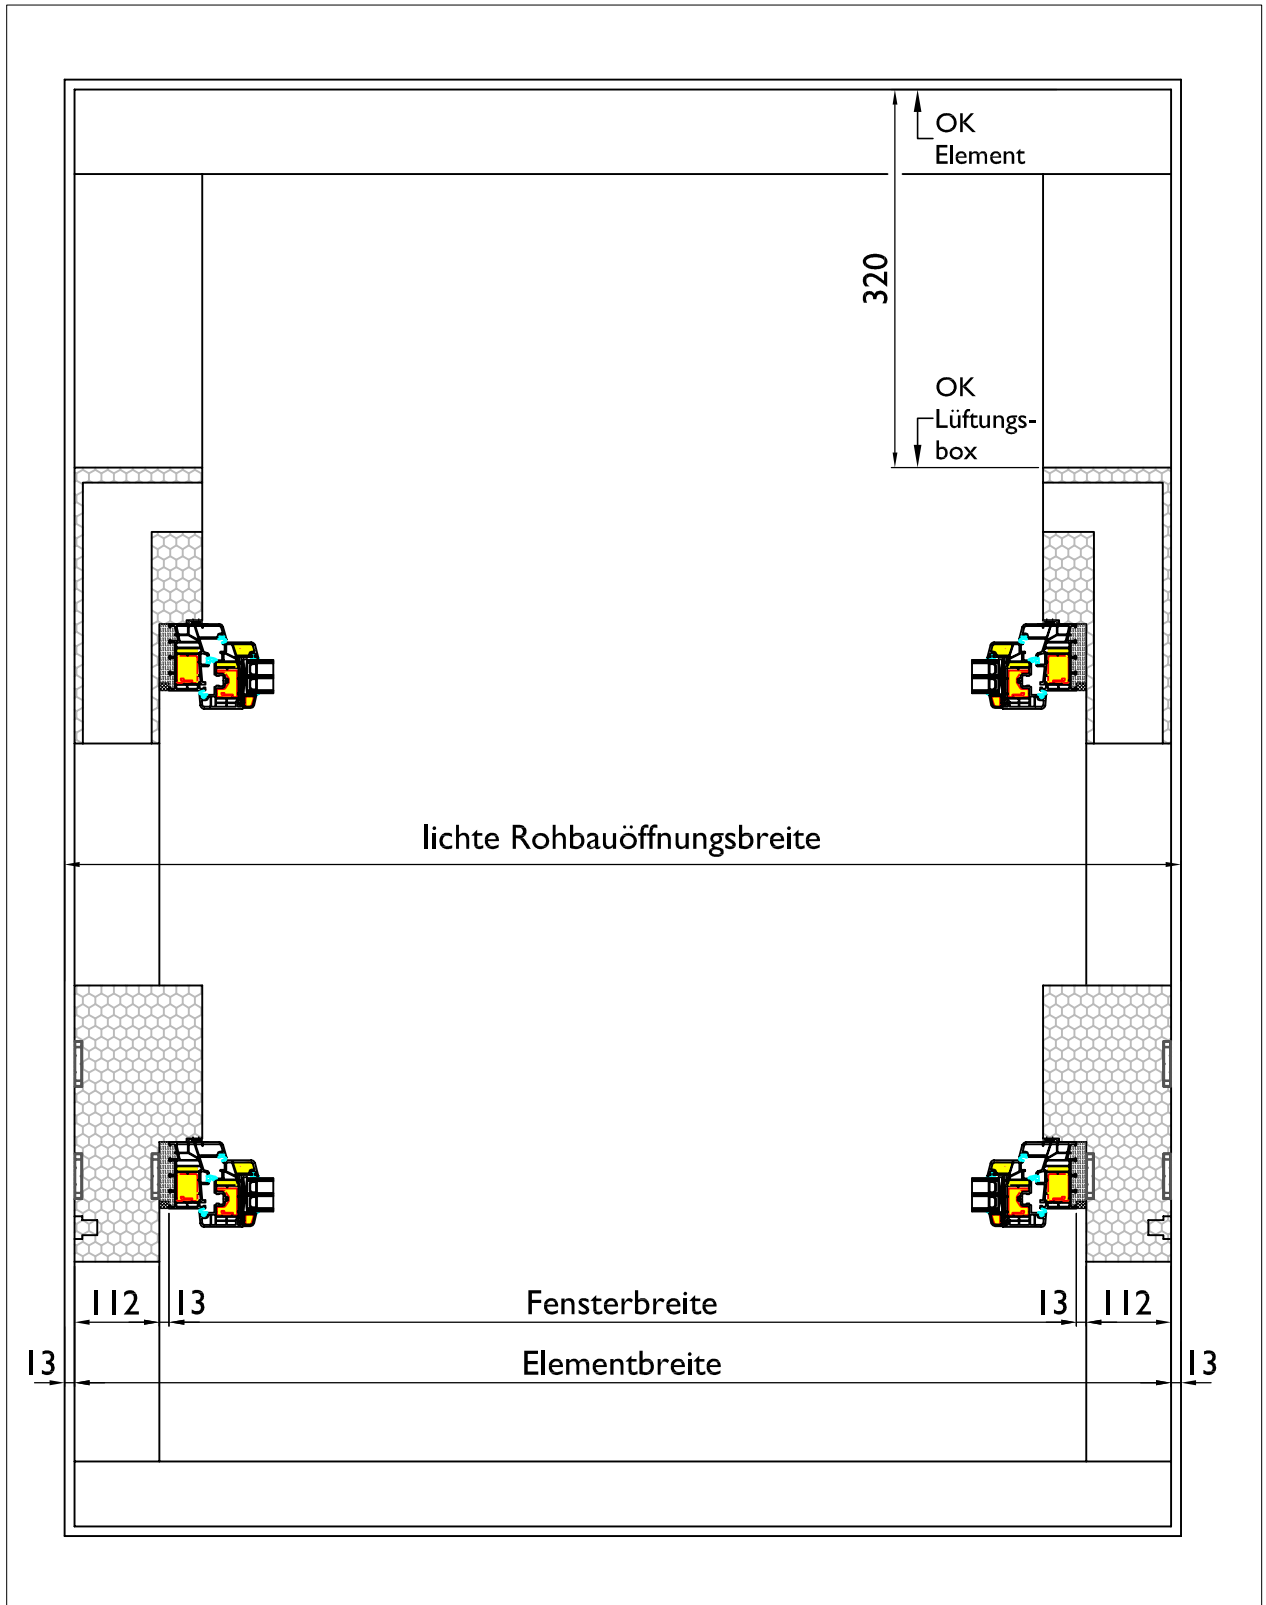 OK
Element
320
OK
Lüftungs-
box
lichte Rohbauöffnungsbreite
112 13 Fensterbreite 13 112
13 Elementbreite 13